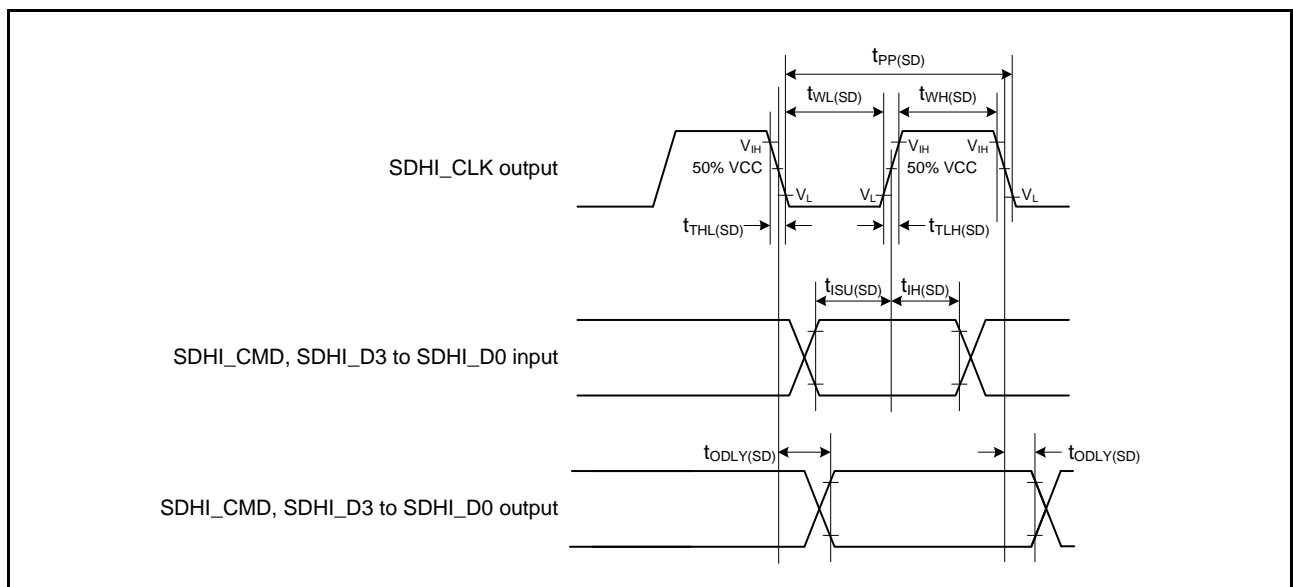 tPP(SD)
tWL(SD) tWH(SD)
SDHI_CLK output
VIH VIH VIH
50% VCC 50% VCC
VL VL VL
tTHL(SD) tTLH(SD)
tISU(SD) tIH(SD)
SDHI_CMD, SDHI_D3 to SDHI_D0 input
tODLY(SD) tODLY(SD)
SDHI_CMD, SDHI_D3 to SDHI_D0 output